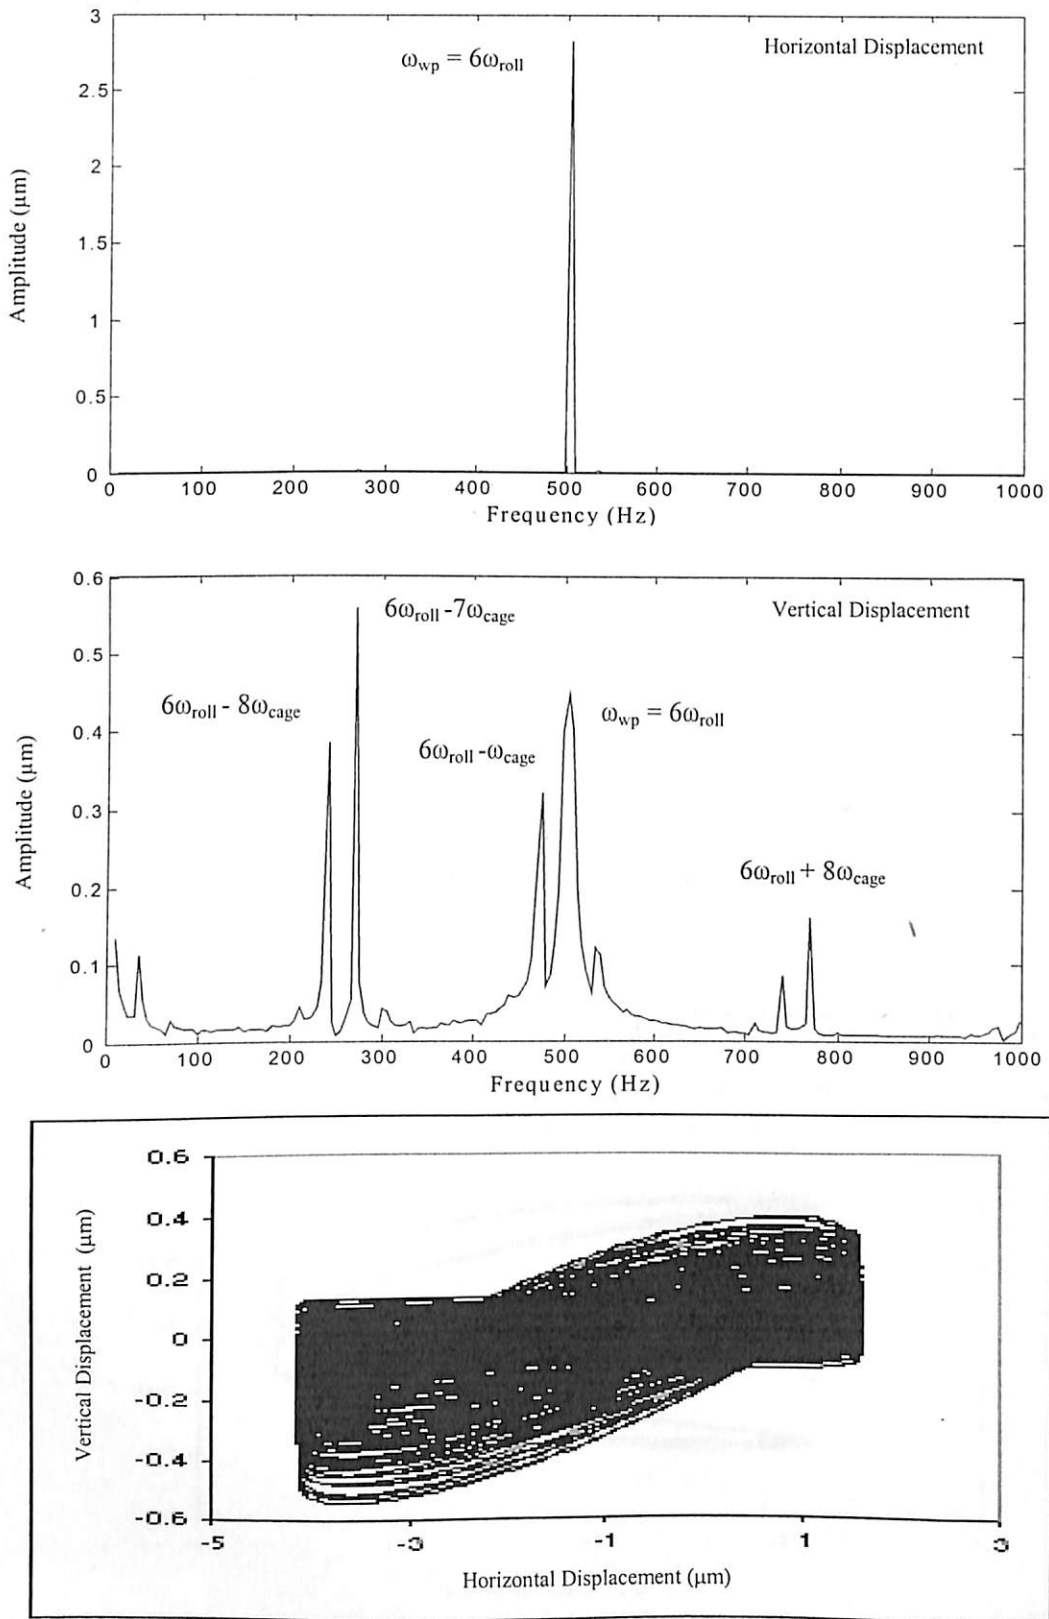 3
ω_wp = 6ω_roll
Horizontal Displacement
2.5
2
1.5
1
0.5
0
Amplitude (μm)
0 100 200 300 400 500 600 700 800 900 1000
Frequency (Hz)
0.6
6ω_roll -7ω_cage
Vertical Displacement
0.5
6ω_roll - 8ω_cage
ω_wp = 6ω_roll
0.4
6ω_roll -ω_cage
0.3
6ω_roll + 8ω_cage
0.2
0.1
0
Amplitude (μm)
0 100 200 300 400 500 600 700 800 900 1000
Frequency (Hz)
0.6
0.4
0.2
0
-0.2
-0.4
-0.6
Vertical Displacement (μm)
-5 -3 -1 1 3
Horizontal Displacement (μm)